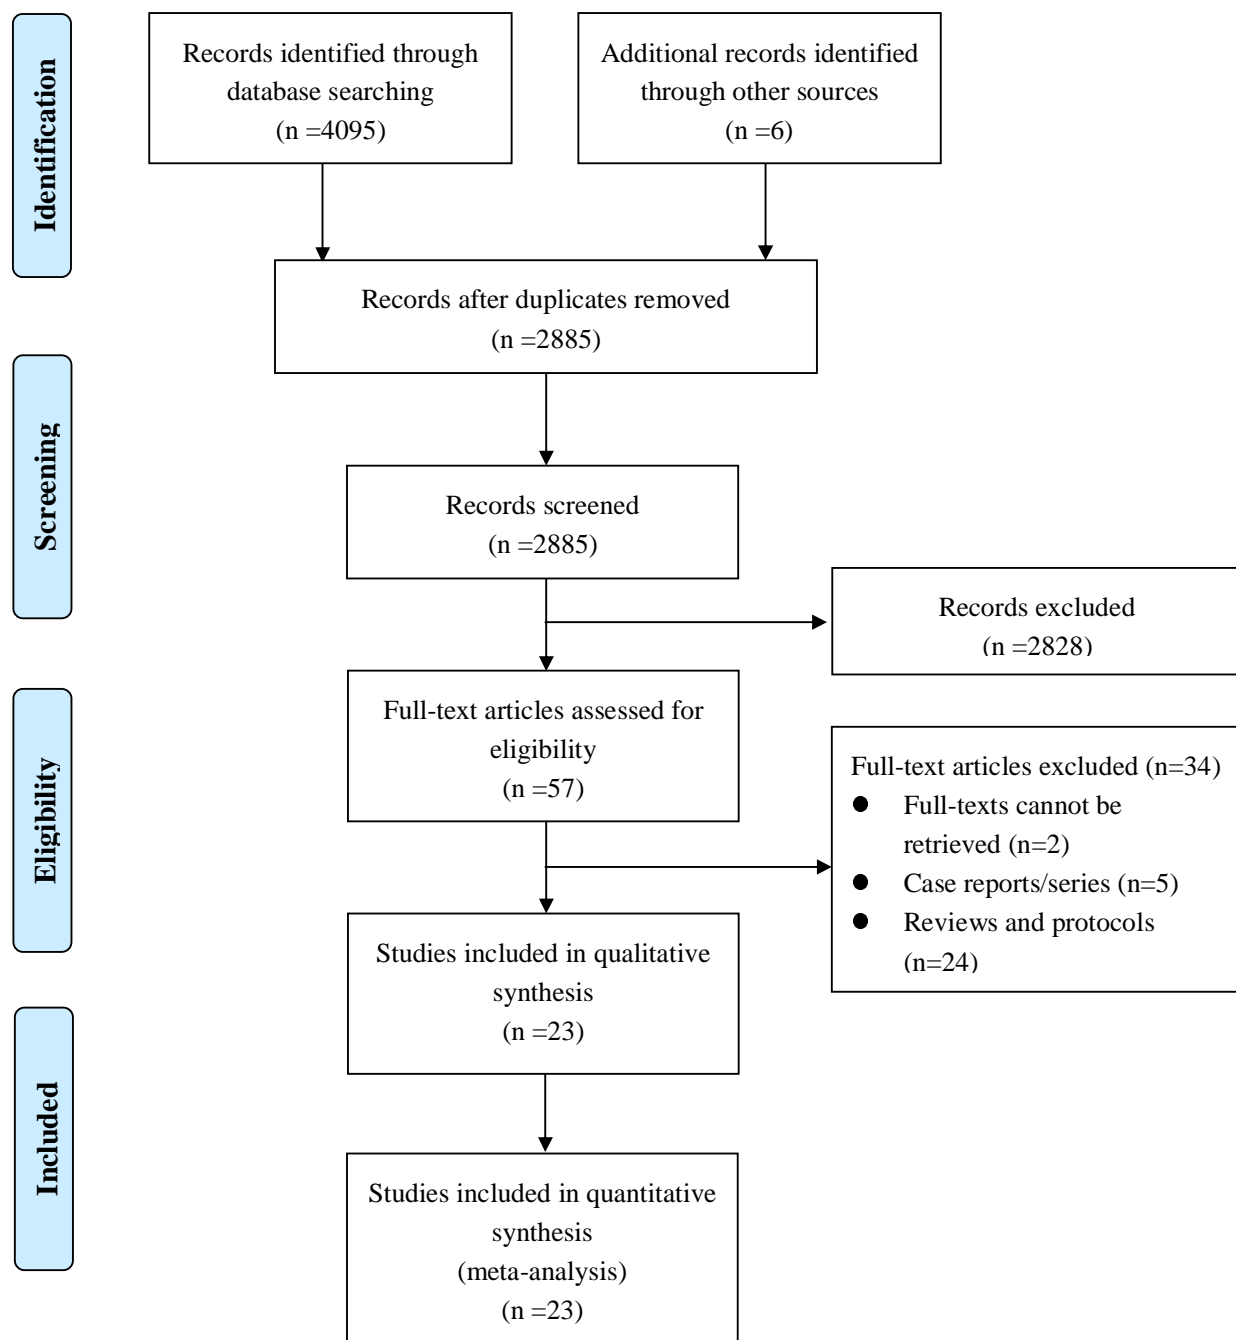 Identification
Records identified through
database searching
(n =4095)
Additional records identified
through other sources
(n =6)
Records after duplicates removed
(n =2885)
Screening
Records screened
(n =2885)
Records excluded
(n =2828)
Eligibility
Full-text articles assessed for
eligibility
(n =57)
Full-text articles excluded (n=34)
● Full-texts cannot be
retrieved (n=2)
● Case reports/series (n=5)
● Reviews and protocols
(n=24)
Studies included in qualitative
synthesis
(n =23)
Included
Studies included in quantitative
synthesis
(meta-analysis)
(n =23)